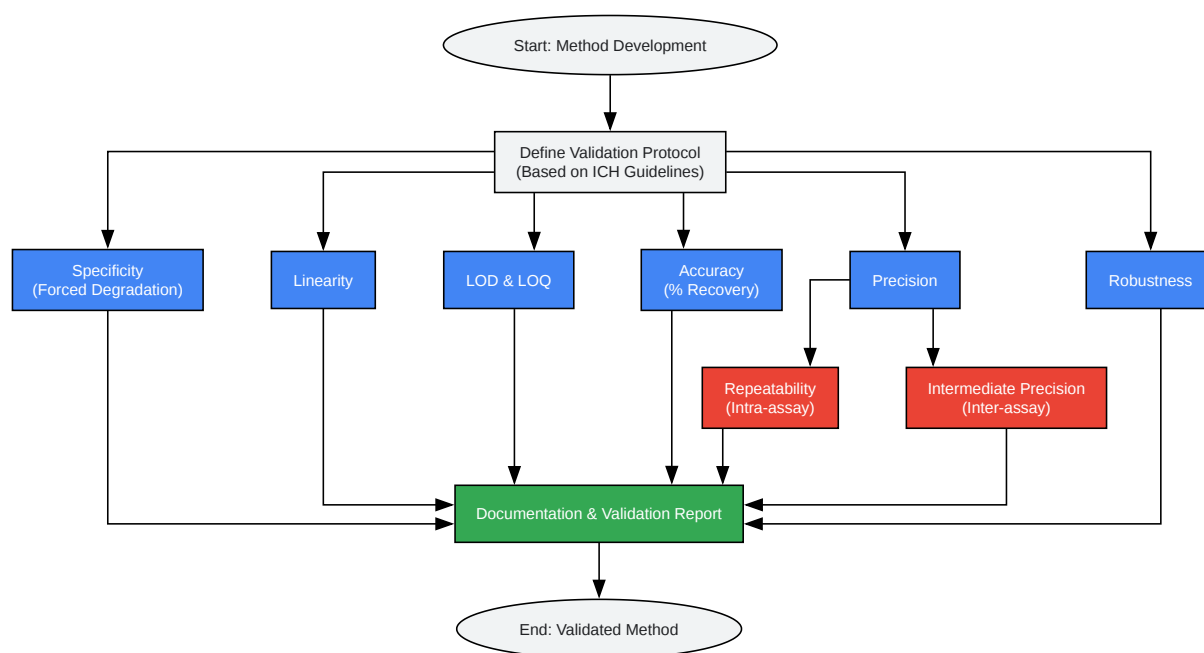 Start: Method Development
Define Validation Protocol
(Based on ICH Guidelines)
Specificity
(Forced Degradation)
Linearity
LOD & LOQ
Accuracy
(% Recovery)
Precision
Robustness
Repeatability
(Intra-assay)
Intermediate Precision
(Inter-assay)
Documentation & Validation Report
End: Validated Method